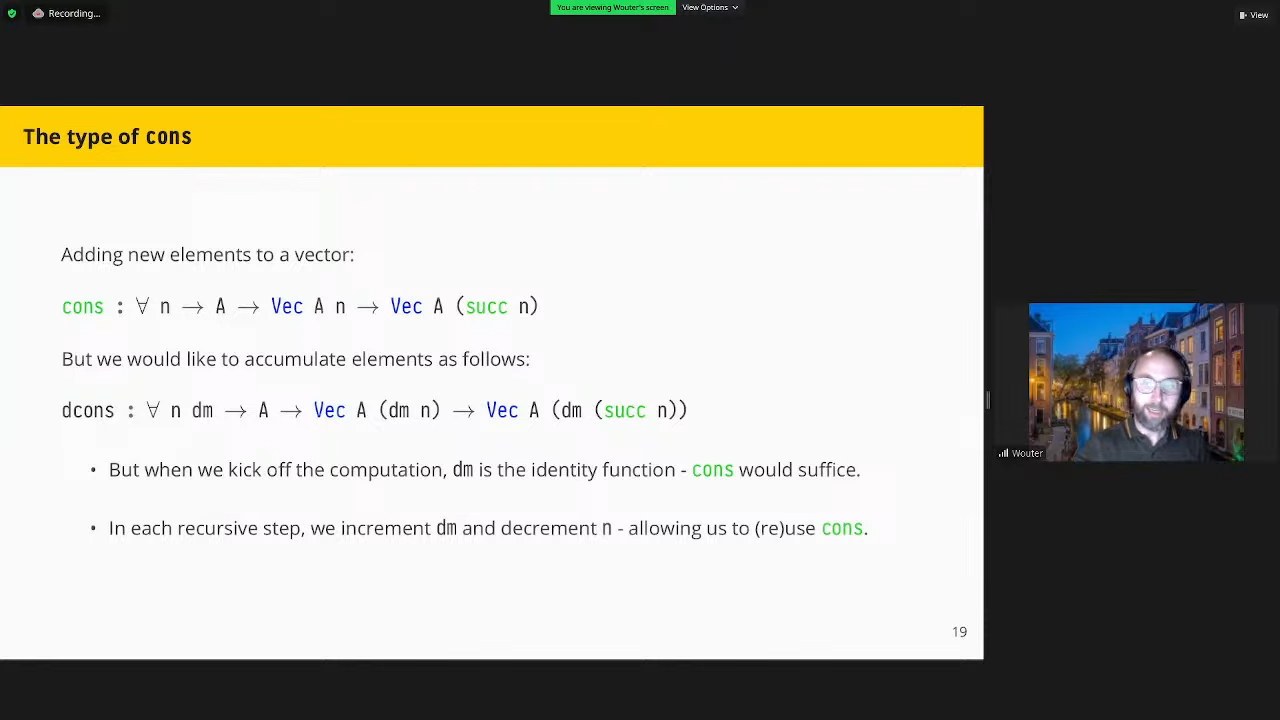 Recording...
You are viewing Wouter's screen
View Options
View
The type of cons
Adding new elements to a vector:
cons : ∀ n → A → Vec A n → Vec A (succ n)
But we would like to accumulate elements as follows:
dcons : ∀ n dm → A → Vec A (dm n) → Vec A (dm (succ n))
• But when we kick off the computation, dm is the identity function - cons would suffice.
• In each recursive step, we increment dm and decrement n - allowing us to (re)use cons.
Wouter
19